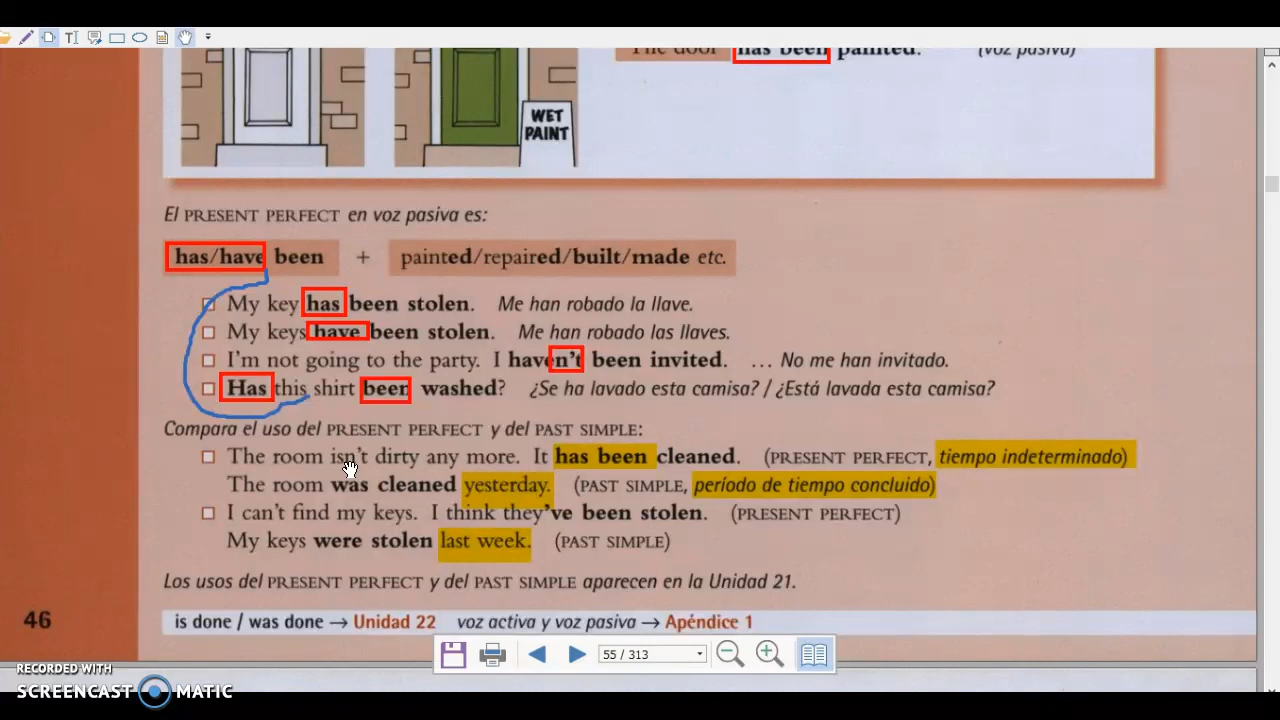 The door has been painted. (voz pasiva)
WET
PAINT
El PRESENT PERFECT en voz pasiva es:
has/have been + painted/repaired/built/made etc.
My key has been stolen. Me han robado la llave.
My keys have been stolen. Me han robado las llaves.
I'm not going to the party. I haven't been invited. … No me han invitado.
Has this shirt been washed? ¿Se ha lavado esta camisa? / ¿Está lavada esta camisa?
Compara el uso del PRESENT PERFECT y del PAST SIMPLE:
The room isn't dirty any more. It has been cleaned. (PRESENT PERFECT, tiempo indeterminado)
The room was cleaned yesterday. (PAST SIMPLE, período de tiempo concluido)
I can't find my keys. I think they've been stolen. (PRESENT PERFECT)
My keys were stolen last week. (PAST SIMPLE)
Los usos del PRESENT PERFECT y del PAST SIMPLE aparecen en la Unidad 21.
46
is done / was done → Unidad 22 voz activa y voz pasiva → Apéndice 1
55 / 313
RECORDED WITH
SCREENCAST MATIC